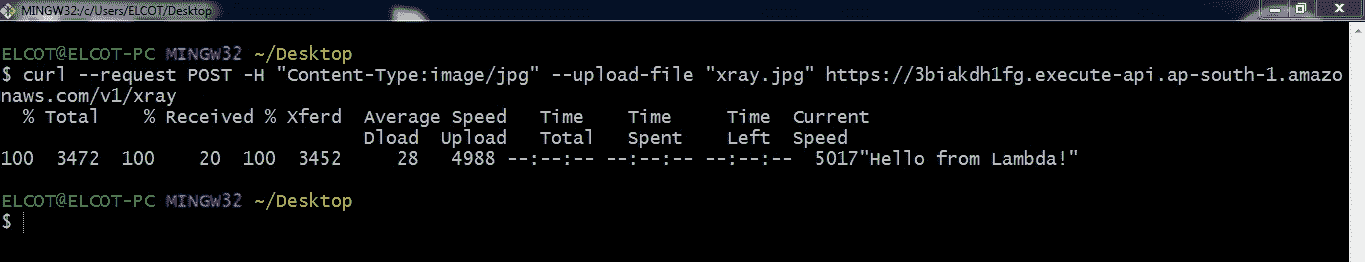 MINGW32:/c/Users/ELCOT/Desktop
ELCOT@ELCOT-PC MINGW32 ~/Desktop
$ curl --request POST -H "Content-Type:image/jpg" --upload-file "xray.jpg" https://3biakdh1fg.execute-api.ap-south-1.amazo
naws.com/v1/xray
  % Total    % Received % Xferd  Average Speed   Time    Time     Time  Current
                                 Dload  Upload   Total   Spent    Left  Speed
100  3472  100    20  100  3452     28   4988 --:--:-- --:--:-- --:--:--  5017"Hello from Lambda!"
ELCOT@ELCOT-PC MINGW32 ~/Desktop
$